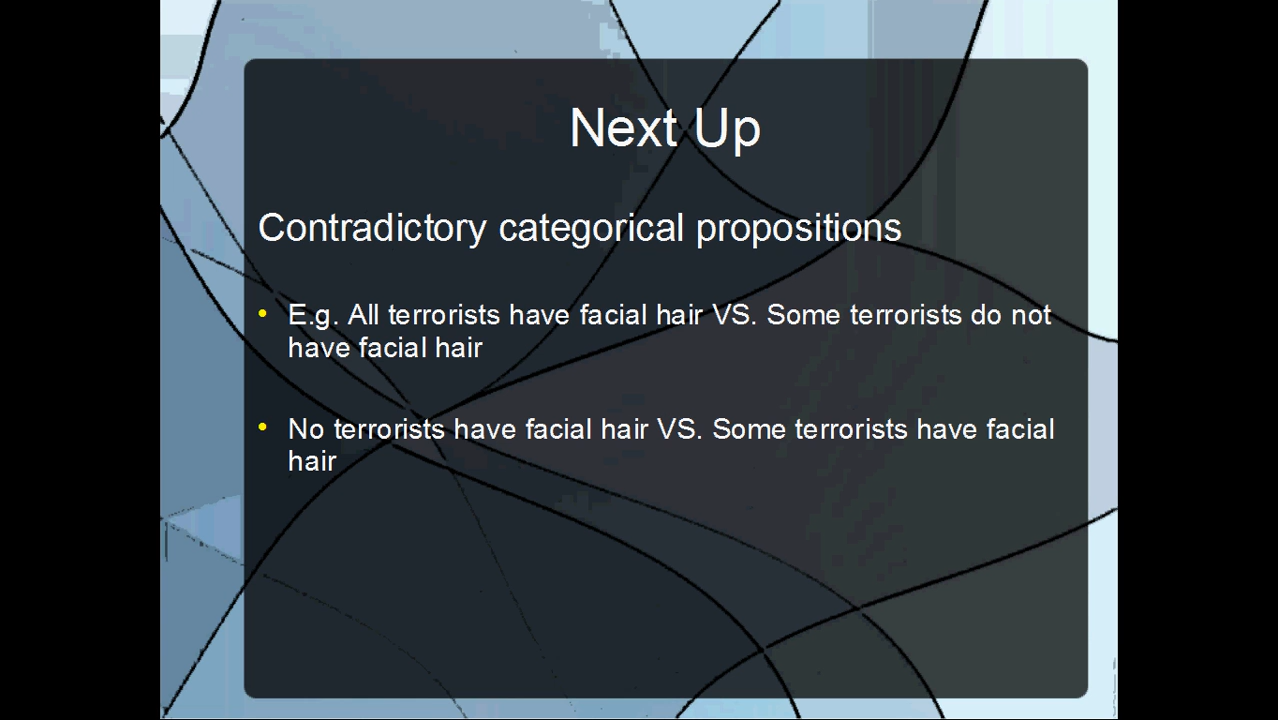 Next Up
Contradictory categorical propositions
• E.g. All terrorists have facial hair VS. Some terrorists do not
have facial hair
• No terrorists have facial hair VS. Some terrorists have facial
hair